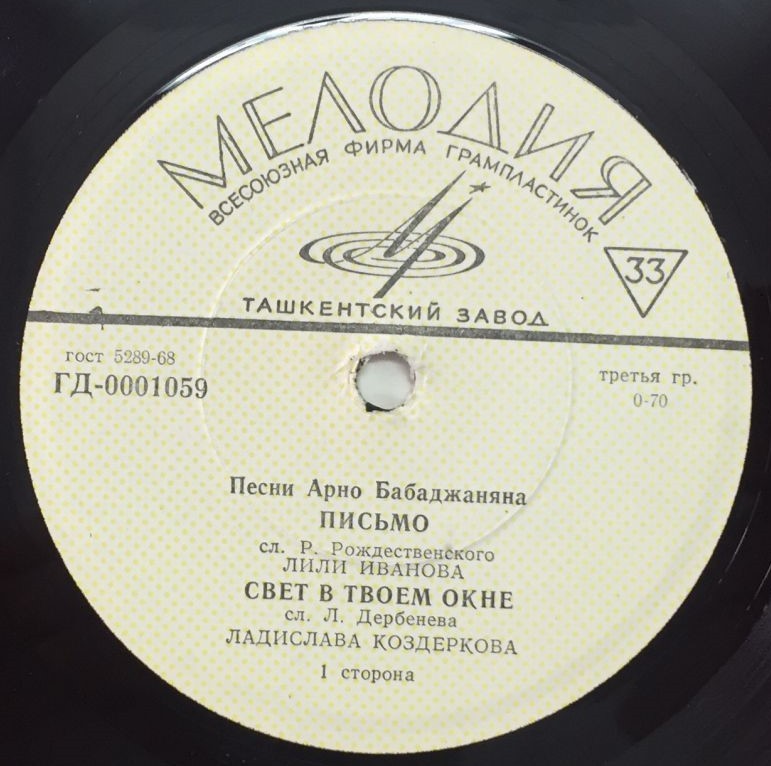 МЕЛОДИЯ
ВСЕСОЮЗНАЯ ФИРМА ГРАМПЛАСТИНОК
33
ТАШКЕНТСКИЙ ЗАВОД
гост 5289-68
ГД-0001059
третья гр.
0-70
Песни Арно Бабаджаняна
ПИСЬМО
сл. Р. Рождественского
ЛИЛИ ИВАНОВА
СВЕТ В ТВОЕМ ОКНЕ
сл. Л. Дербенева
ЛАДИСЛАВА КОЗДЕРКОВА
1 сторона